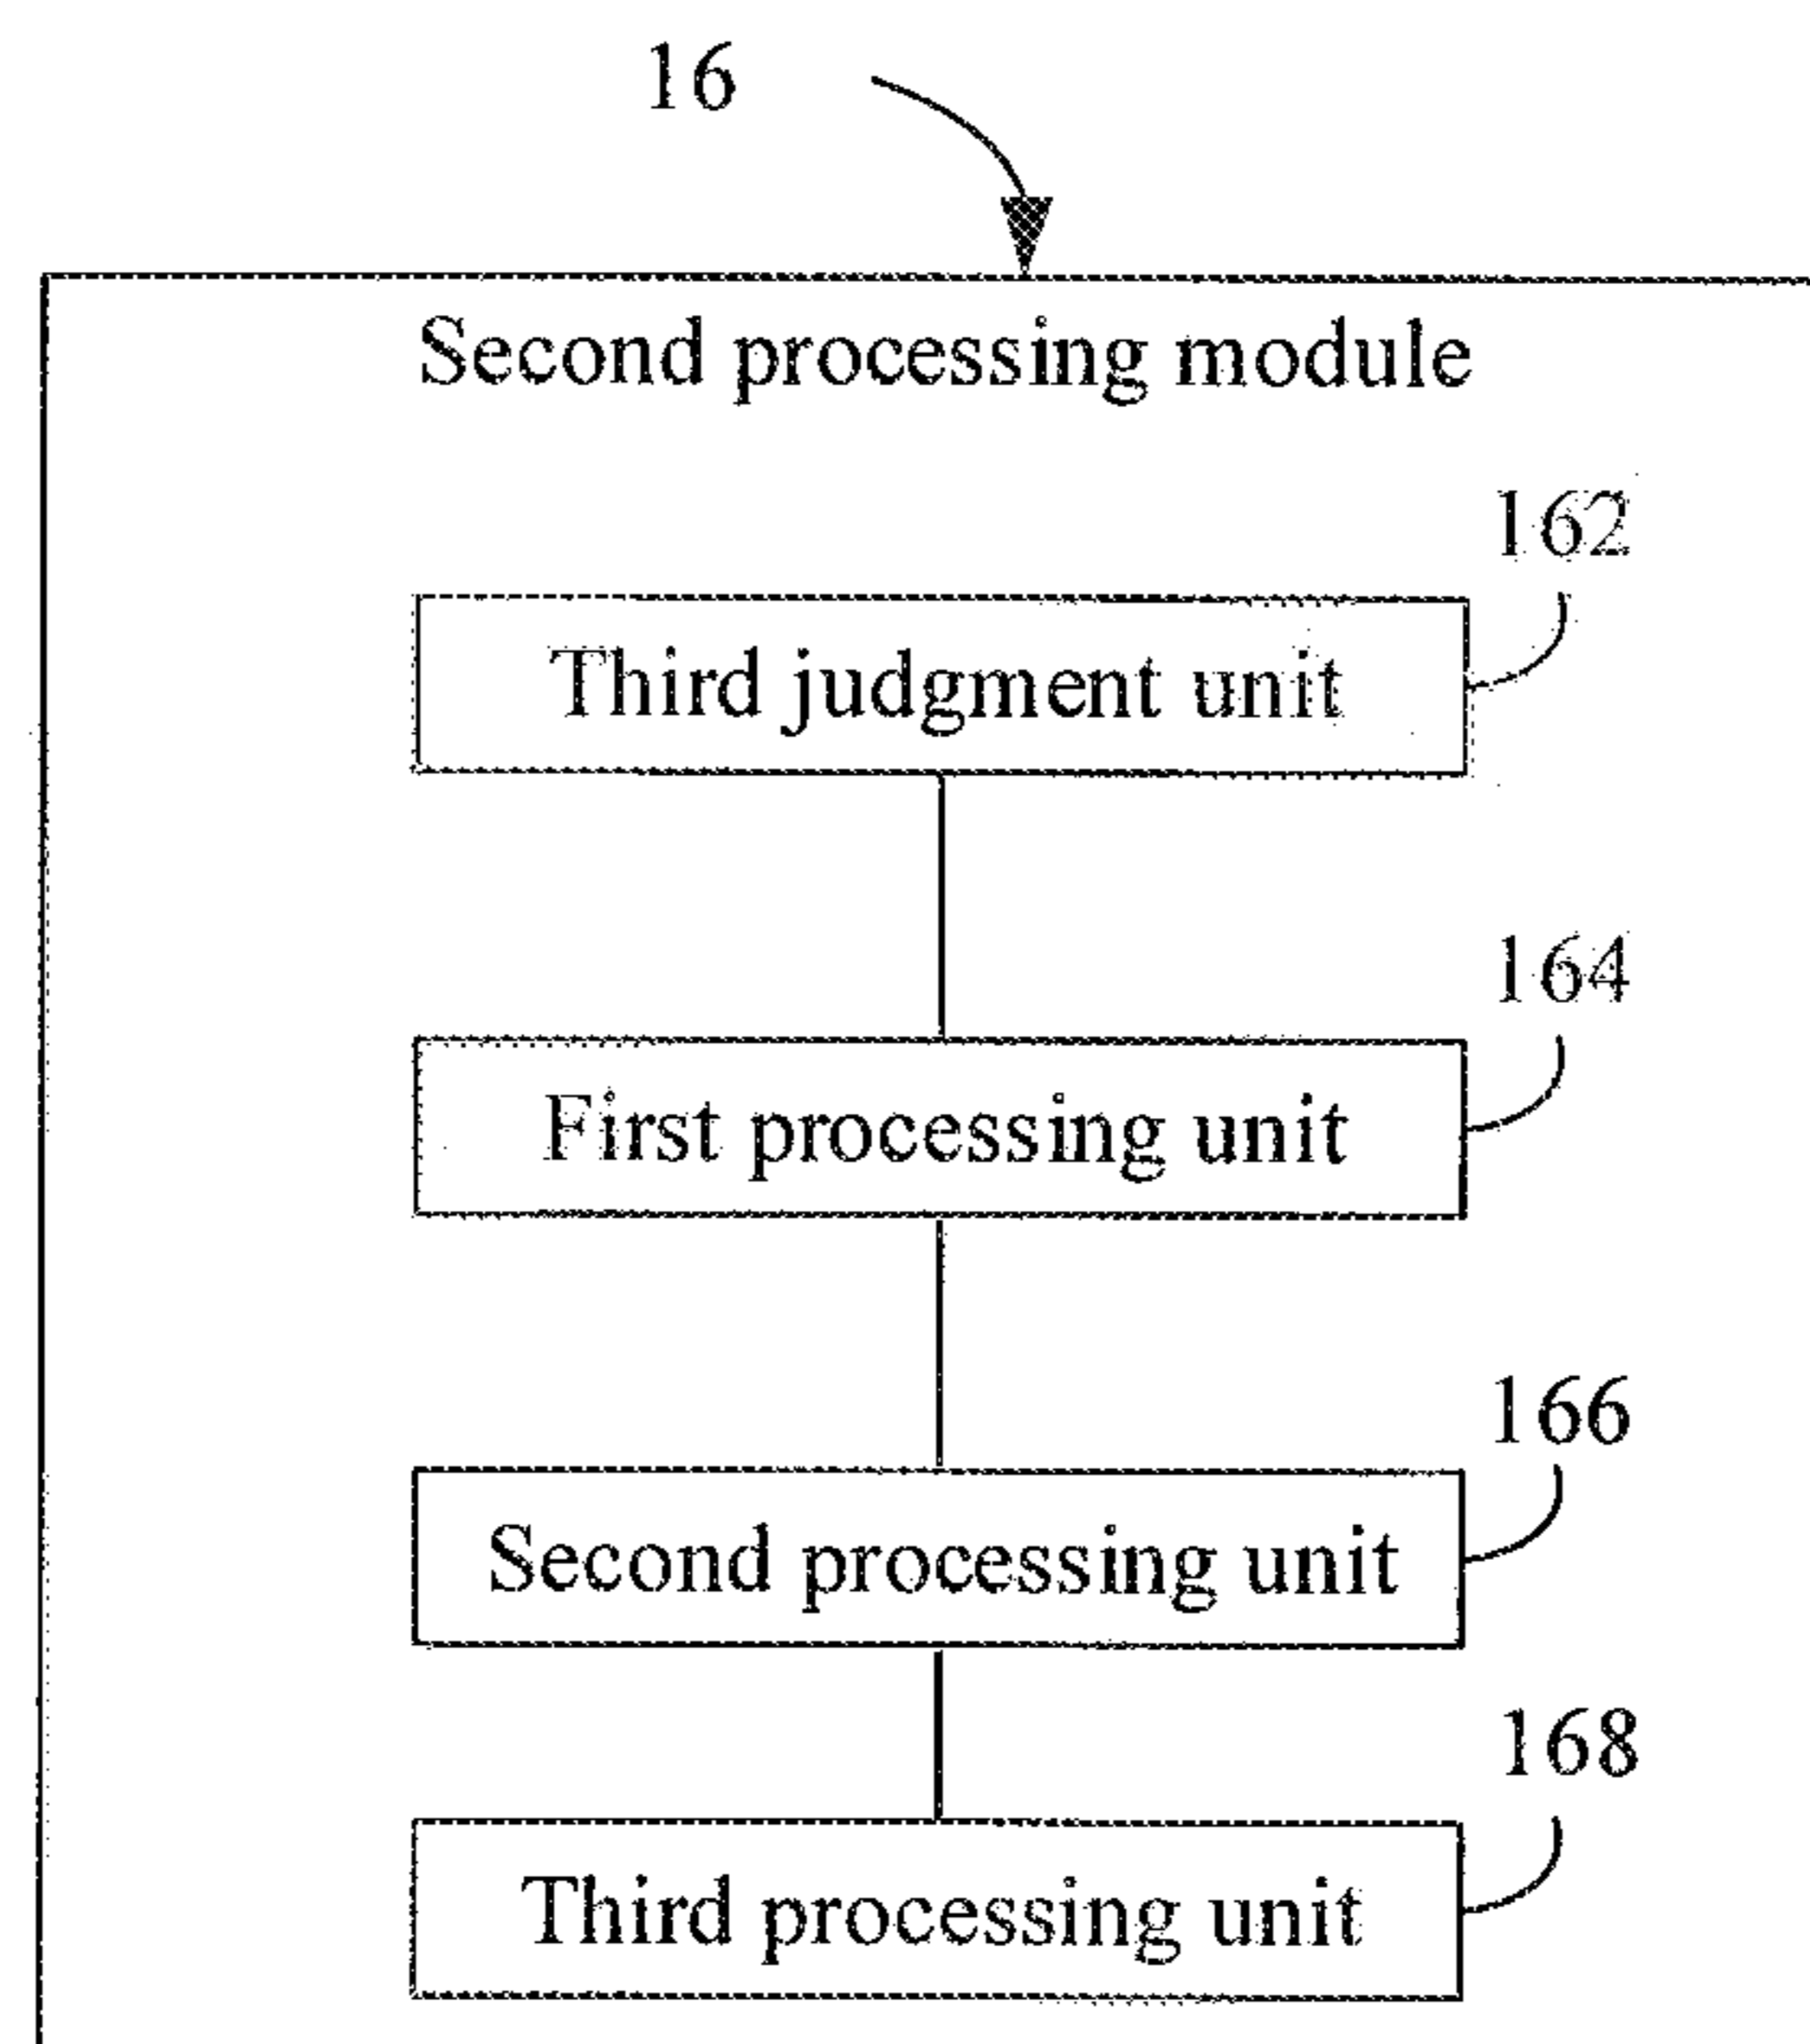 16
Second processing module
162
Third judgment unit
164
First processing unit
166
Second processing unit
168
Third processing unit